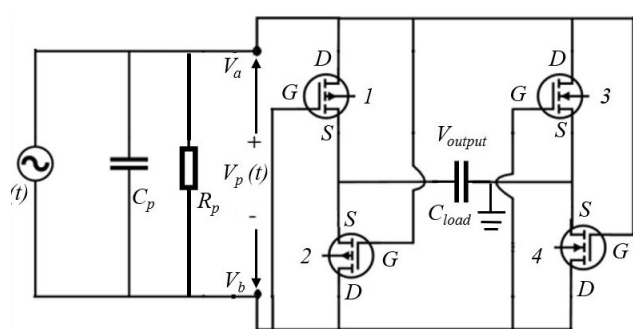 V_a
D
D
G
1
G
3
S
S
+
V_output
(t)
C_p
R_p
V_p (t)
C_load
-
S
S
2
G
4
G
V_b
D
D